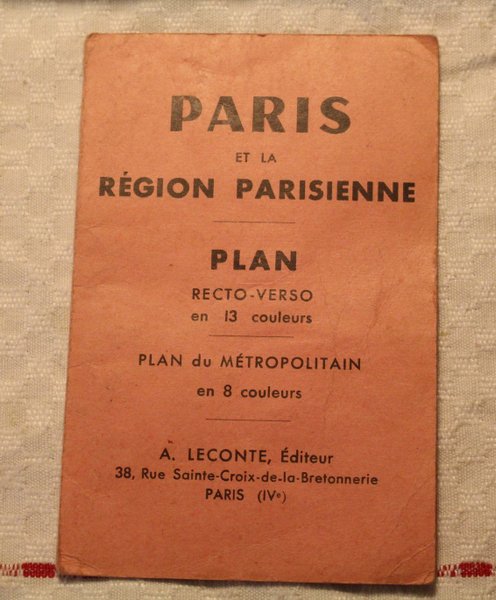 PARIS
ET LA
RÉGION PARISIENNE
PLAN
RECTO-VERSO
en 13 couleurs
PLAN du MÉTROPOLITAIN
en 8 couleurs
A. LECONTE, Éditeur
38, Rue Sainte-Croix-de-la-Bretonnerie
PARIS (IVe)